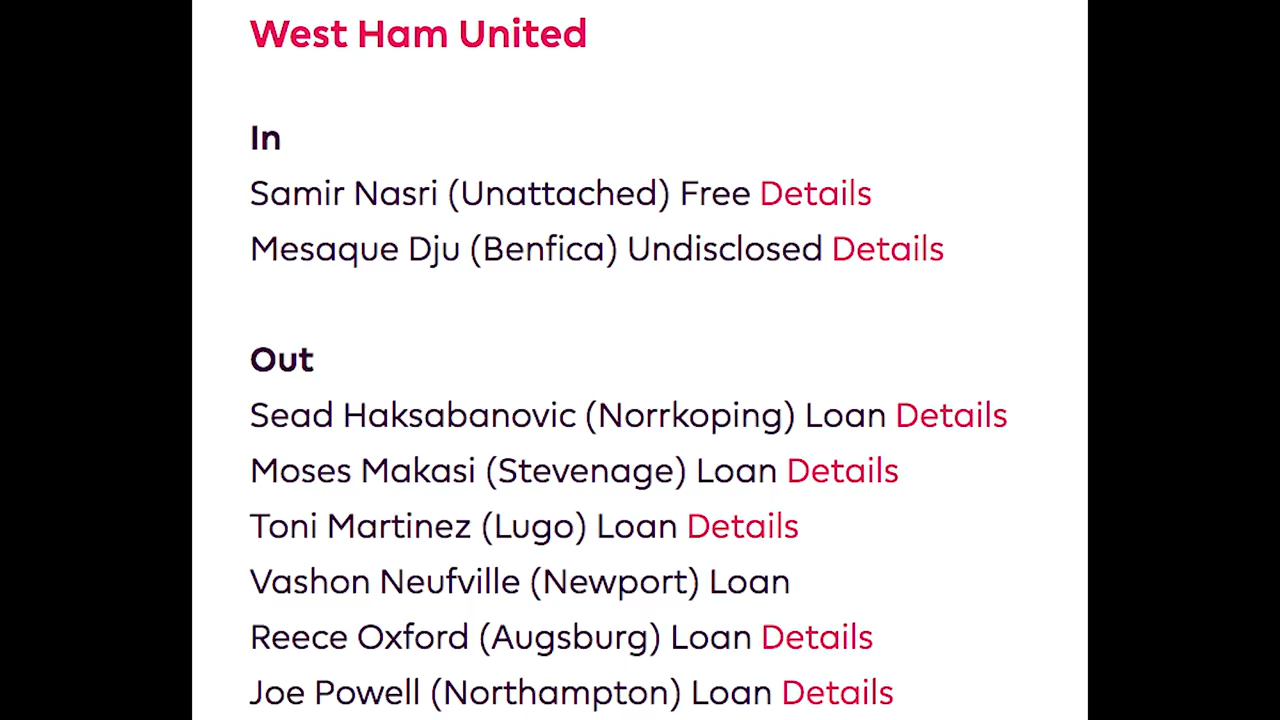 West Ham United
In
Samir Nasri (Unattached) Free Details
Mesaque Dju (Benfica) Undisclosed Details
Out
Sead Haksabanovic (Norrkoping) Loan Details
Moses Makasi (Stevenage) Loan Details
Toni Martinez (Lugo) Loan Details
Vashon Neufville (Newport) Loan
Reece Oxford (Augsburg) Loan Details
Joe Powell (Northampton) Loan Details